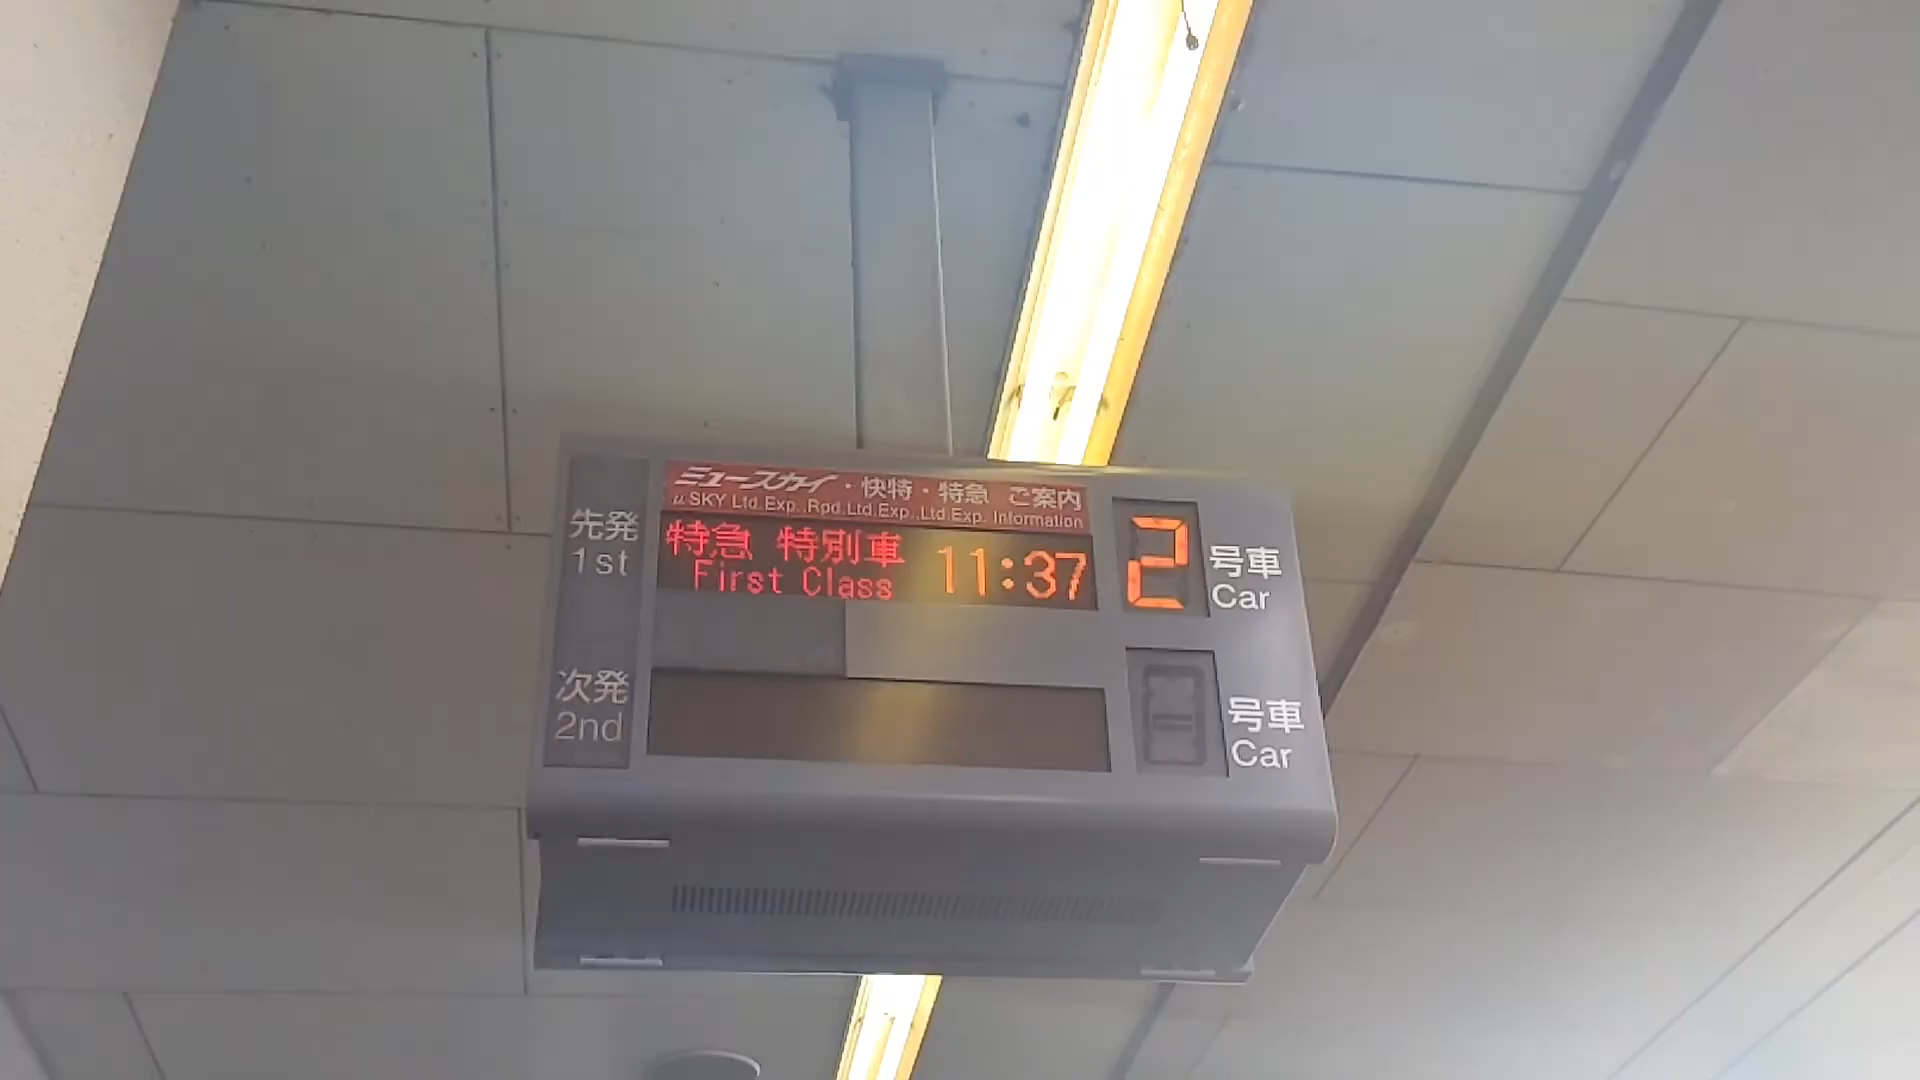 ミュースカイ・快特・特急 ご案内
μSKY Ltd.Exp.,Rpd.Ltd.Exp.,Ltd.Exp. Information
先発
1st
特急 特別車
First Class
11:37
2
号車
Car
次発
2nd
号車
Car